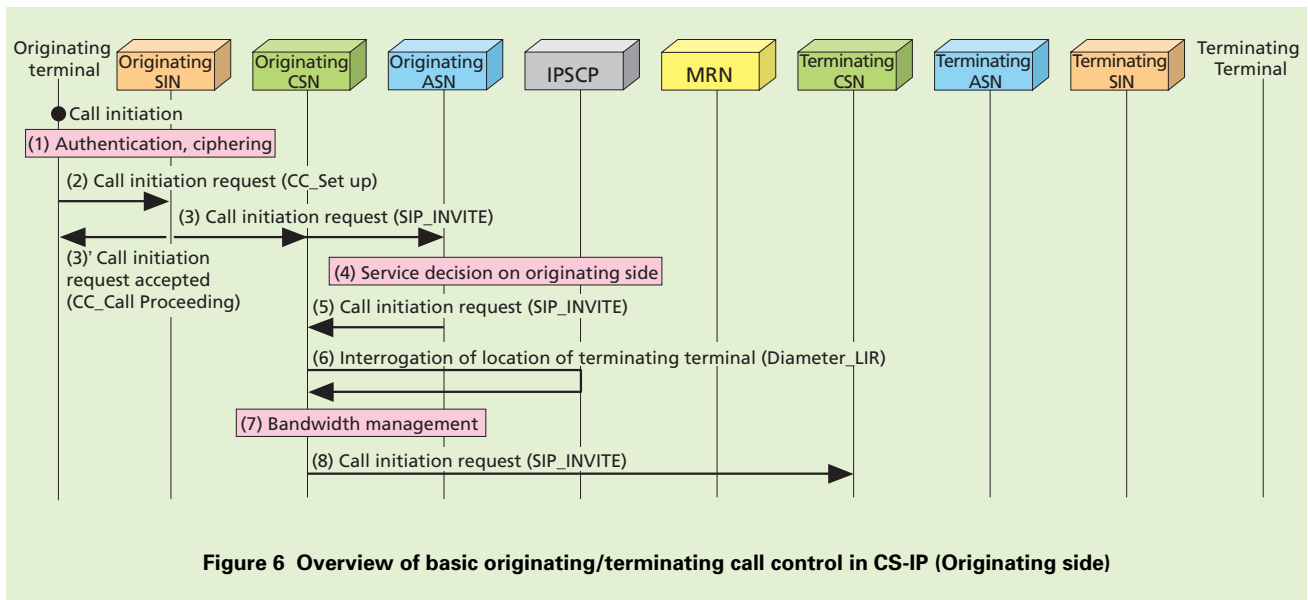 Originating
terminal
Originating
SIN
Originating
CSN
Originating
ASN
IPSCP
MRN
Terminating
CSN
Terminating
ASN
Terminating
SIN
Terminating
Terminal
Call initiation
(1) Authentication, ciphering
(2) Call initiation request (CC_Set up)
(3) Call initiation request (SIP_INVITE)
(3)' Call initiation
request accepted
(CC_Call Proceeding)
(4) Service decision on originating side
(5) Call initiation request (SIP_INVITE)
(6) Interrogation of location of terminating terminal (Diameter_LIR)
(7) Bandwidth management
(8) Call initiation request (SIP_INVITE)
Figure 6 Overview of basic originating/terminating call control in CS-IP (Originating side)